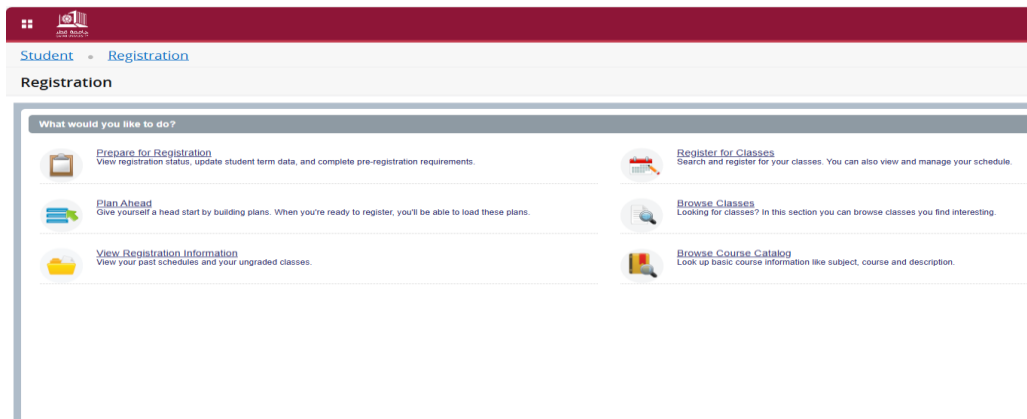 جامعة قطر
Student • Registration
Registration
What would you like to do?
Prepare for Registration
View registration status, update student term data, and complete pre-registration requirements.
Register for Classes
Search and register for your classes. You can also view and manage your schedule.
Plan Ahead
Give yourself a head start by building plans. When you're ready to register, you'll be able to load these plans.
Browse Classes
Looking for classes? In this section you can browse classes you find interesting.
View Registration Information
View your past schedules and your ungraded classes.
Browse Course Catalog
Look up basic course information like subject, course and description.